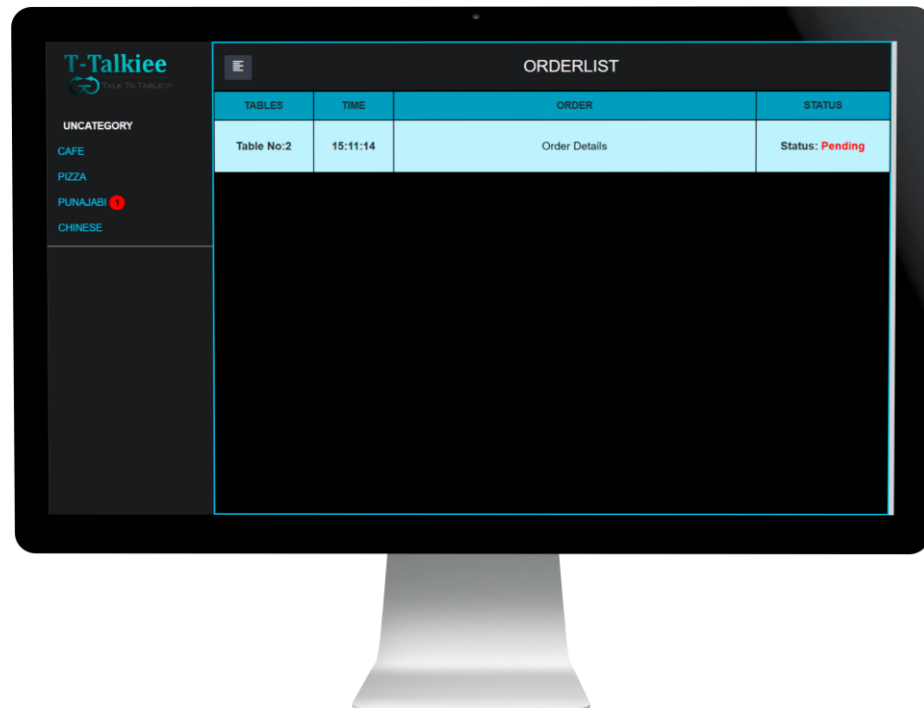 T-Talkiee
TALK TO TABLE
ORDERLIST
UNCATEGORY
CAFE
PIZZA
PUNAJABI 1
CHINESE
TABLES TIME ORDER STATUS
Table No:2 15:11:14 Order Details Status: Pending